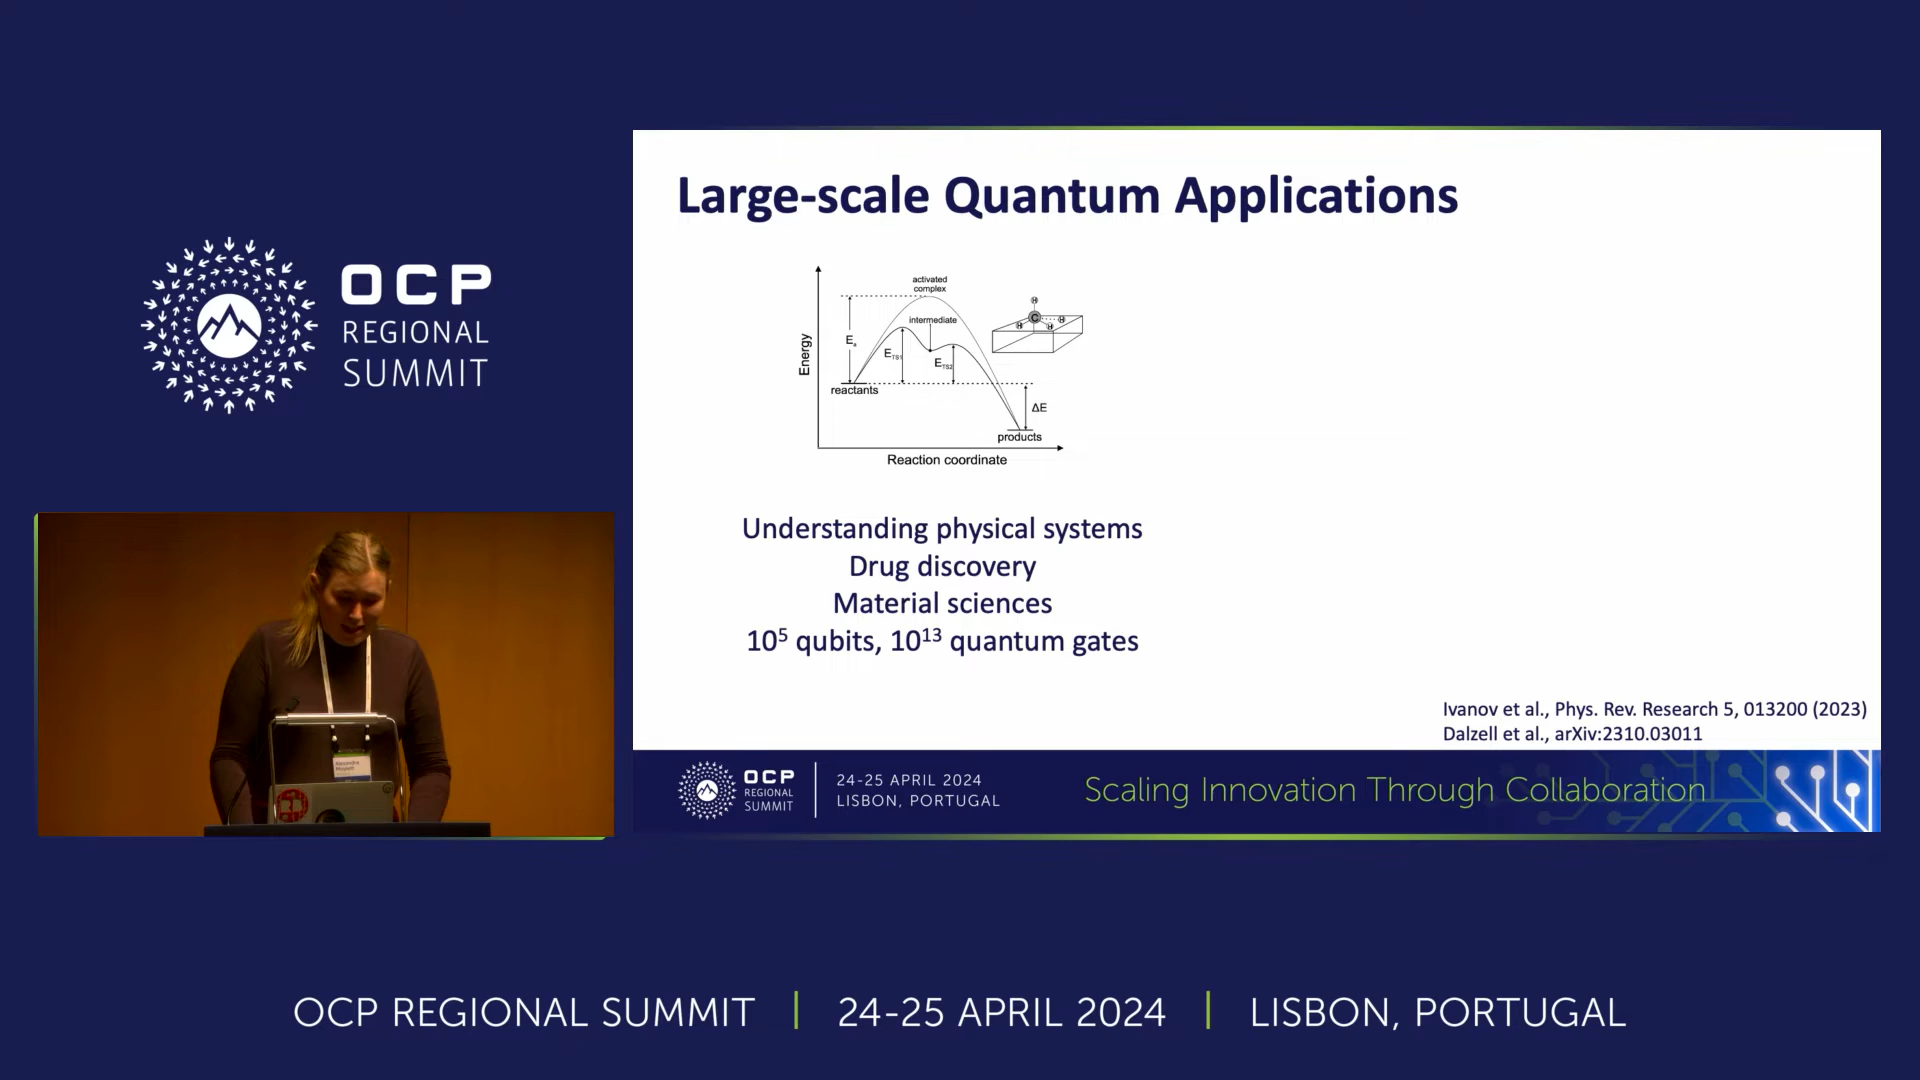 OCP
REGIONAL
SUMMIT
Large-scale Quantum Applications
activated
complex
intermediate
Energy
Eₐ
E_TS1
E_TS2
H
C
H
H
H
reactants
ΔE
products
Reaction coordinate
Understanding physical systems
Drug discovery
Material sciences
10⁵ qubits, 10¹³ quantum gates
Ivanov et al., Phys. Rev. Research 5, 013200 (2023)
Dalzell et al., arXiv:2310.03011
OCP
REGIONAL
SUMMIT
24-25 APRIL 2024
LISBON, PORTUGAL
Scaling Innovation Through Collaboration
Alexandra
OCP REGIONAL SUMMIT | 24-25 APRIL 2024 | LISBON, PORTUGAL